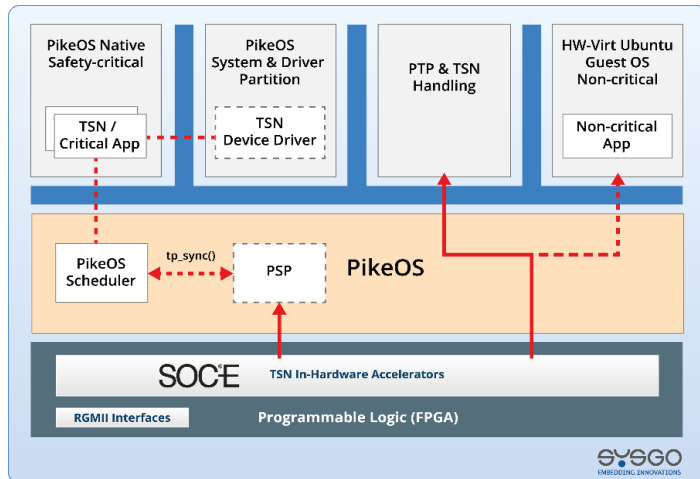 PikeOS Native
Safety-critical
TSN /
Critical App
PikeOS
System & Driver
Partition
TSN
Device Driver
PTP & TSN
Handling
HW-Virt Ubuntu
Guest OS
Non-critical
Non-critical
App
PikeOS
Scheduler
tp_sync()
PSP
PikeOS
SOC-E
TSN In-Hardware Accelerators
RGMII Interfaces
Programmable Logic (FPGA)
SYSGO
EMBEDDING INNOVATIONS